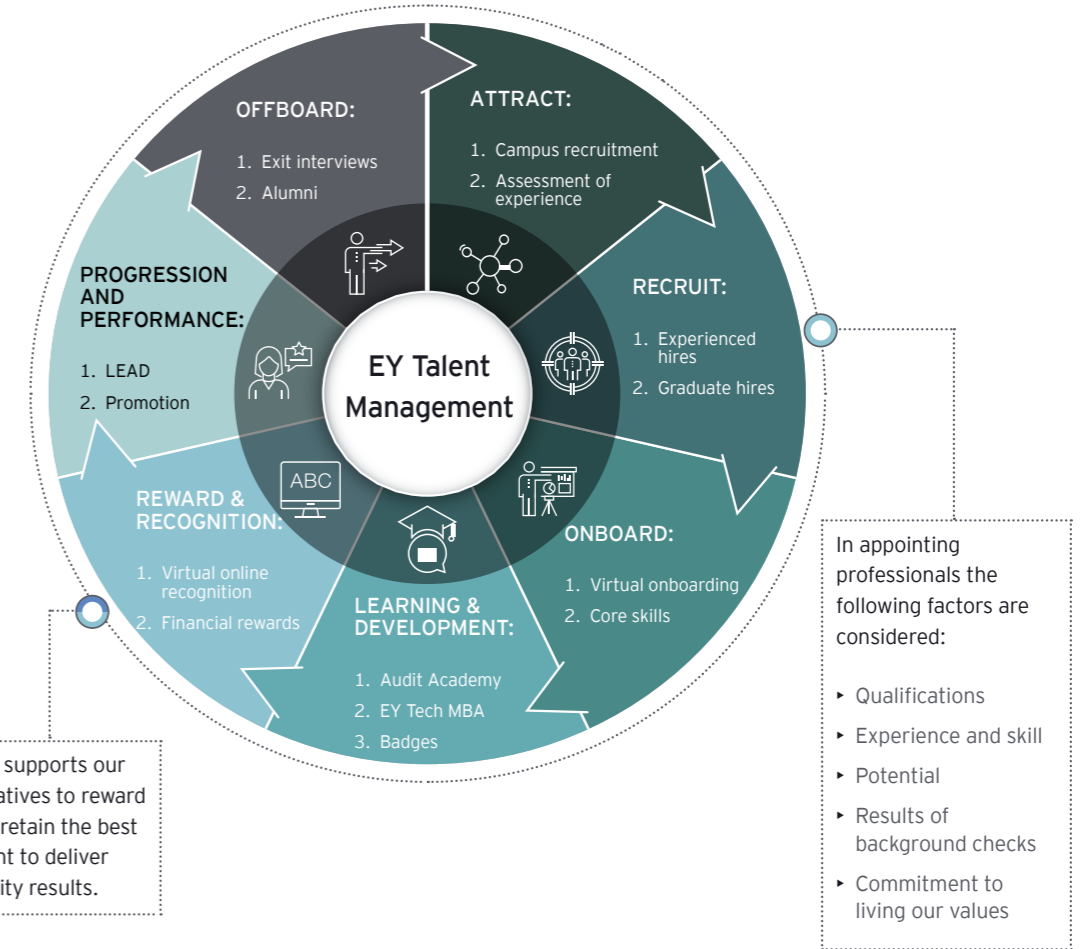 OFFBOARD:
1. Exit interviews
2. Alumni
ATTRACT:
1. Campus recruitment
2. Assessment of
experience
RECRUIT:
1. Experienced
hires
2. Graduate hires
ONBOARD:
1. Virtual onboarding
2. Core skills
LEARNING &
DEVELOPMENT:
1. Audit Academy
2. EY Tech MBA
3. Badges
REWARD &
RECOGNITION:
1. Virtual online
recognition
2. Financial rewards
ABC
PROGRESSION
AND
PERFORMANCE:
1. LEAD
2. Promotion
EY Talent
Management
In appointing
professionals the
following factors are
considered:
‣ Qualifications
‣ Experience and skill
‣ Potential
‣ Results of
background checks
‣ Commitment to
living our values
supports our
atives to reward
retain the best
nt to deliver
ity results.